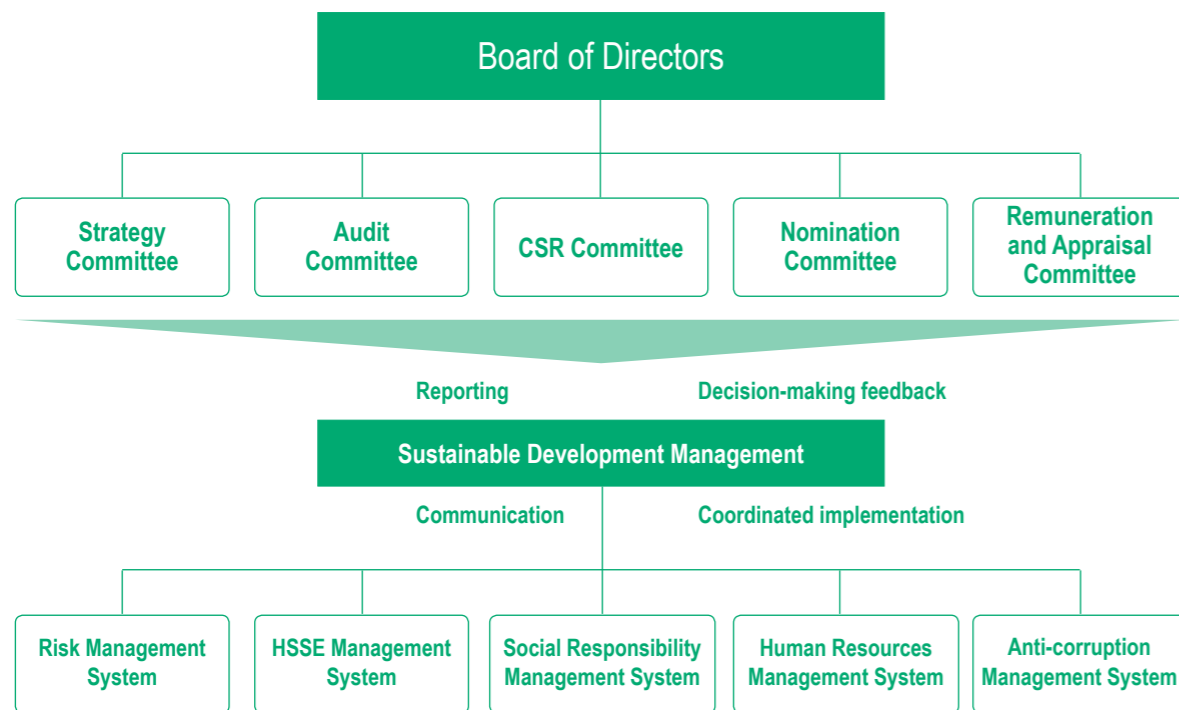 Board of Directors
Strategy
Committee
Audit
Committee
CSR Committee
Nomination
Committee
Remuneration
and Appraisal
Committee
Reporting
Decision-making feedback
Sustainable Development Management
Communication
Coordinated implementation
Risk Management
System
HSSE Management
System
Social Responsibility
Management System
Human Resources
Management System
Anti-corruption
Management System